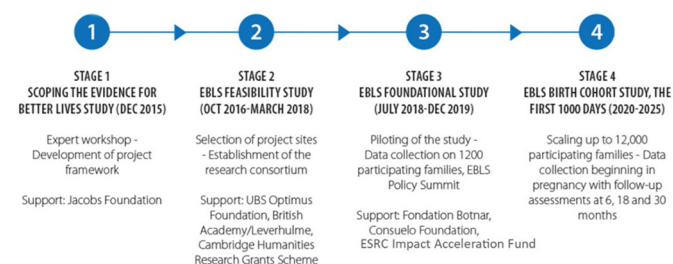 1
2
3
4
STAGE 1
SCOPING THE EVIDENCE FOR
BETTER LIVES STUDY (DEC 2015)
Expert workshop -
Development of project
framework
Support: Jacobs Foundation
STAGE 2
EBLS FEASIBILITY STUDY
(OCT 2016-MARCH 2018)
Selection of project sites
- Establishment of the
research consortium
Support: UBS Optimus
Foundation, British
Academy/Leverhulme,
Cambridge Humanities
Research Grants Scheme
STAGE 3
EBLS FOUNDATIONAL STUDY
(JULY 2018-DEC 2019)
Piloting of the study -
Data collection on 1200
participating families, EBLS
Policy Summit
Support: Fondation Botnar,
Consuelo Foundation,
ESRC Impact Acceleration Fund
STAGE 4
EBLS BIRTH COHORT STUDY, THE
FIRST 1000 DAYS (2020-2025)
Scaling up to 12,000
participating families - Data
collection beginning in
pregnancy with follow-up
assessments at 6, 18 and 30
months